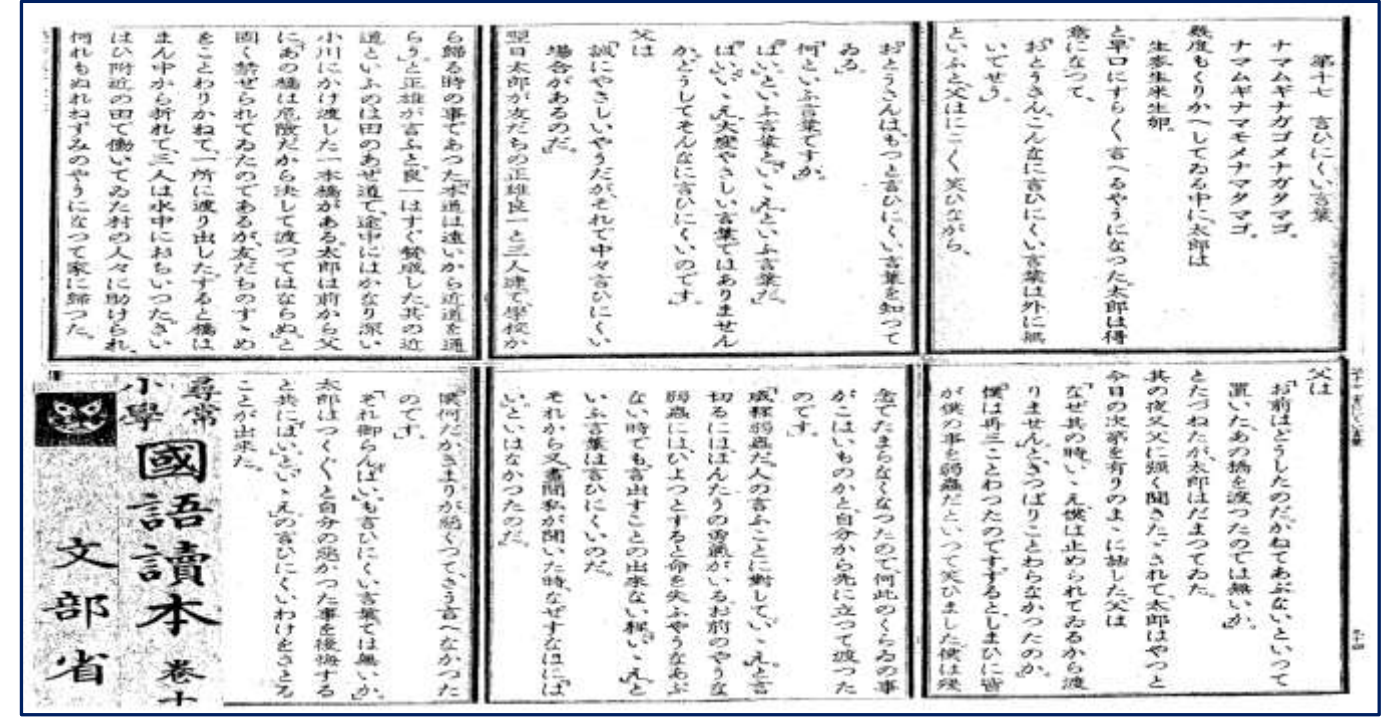 第十七 言ひにくい言葉
ナマムギナガゴメナガタマゴ。
ナマムギナマモメナマタマゴ。
數度もくりかへしてゐる中に、太郎は
生麥生米生卵。
と早口にすら〱言へるやうになつた。太郎は得
意になつて、
「おとうさん、こんなに言ひにくい言葉は外に無
いでせう。」
といふと、父はにこ〱笑ひながら、
「おとうさんはもつと言ひにくい言葉を知つて
ゐる。」
「何といふ言葉ですか。」
「『はい』といふ言葉と、『いゝえ』といふ言葉だ。」
「『はい』『いゝえ』、大變やさしい言葉ではありません
か。どうしてそんなに言ひにくいのです。」
父は
「誠にやさしいやうだが、それで中々言ひにくい
場合があるのだ。」
翌日太郎が友だちの正雄良一と三人連で、學校か
ら歸る時の事であつた。「本道は遠いから近道を通
らう。」と正雄が言ふと、良一はすぐ賛成した。其の近
道といふのは田のあぜ道で、途中にはかなり深い
小川にかけ渡した一本橋がある。太郎は前から父
に、「あの橋は危險だから決して渡つてはならぬ。」と
固く禁ぜられてゐたのであるが、友だちのすゝめ
をことわりかねて、一所に渡り出した。すると橋は
まん中から折れて、三人は水中におちいつた。さい
はひ附近の田で働いてゐた村の人々に助けられ、
何れもぬれねずみのやうになつて家に歸つた。
父は
「お前はどうしたのだ。かねてあぶないといつて
置いた、あの橋を渡つたのでは無いか。」
とたづねたが、太郎はだまつてゐた。
其の夜父に強く聞きたゞされて、太郎はやつと
今日の次第を有りのまゝに話した。父は
「なぜ其の時、『いゝえ、僕は止められてゐるから渡
りません。』ときつぱりことわらなかつたのか。」
「僕は再三ことわつたのです。するとしまひに皆
が僕の事を弱蟲だといつて笑ひました。僕は殘
念でたまらなくなつたので、何此のくらゐの事
がこはいものかと、自分から先に立つて渡つた
のです。」
「成程弱蟲だ。人の言ふことに對して、『いゝえ』と言
切るにはほんたうの勇氣がいる。お前のやうな
弱蟲には、ひよつとすると命を失ふやうなあぶ
ない時でも、言出すことの出來ない程、『いゝえ』と
いふ言葉は言ひにくいのだ。
それから又、晝間私が聞いた時、なぜすなほに『は
い』といはなかつたのだ。」
「僕何だかきまりが惡くつて、さう言へなかつた
のです。」
「それ御らん、『はい』も言ひにくい言葉では無いか。」
太郎はつく〲と自分の惡かつた事を後悔する
と共に、『はい』と『いゝえ』の言ひにくいわけをさとる
ことが出來た。
尋常
小學
國語讀本 卷十
文部省